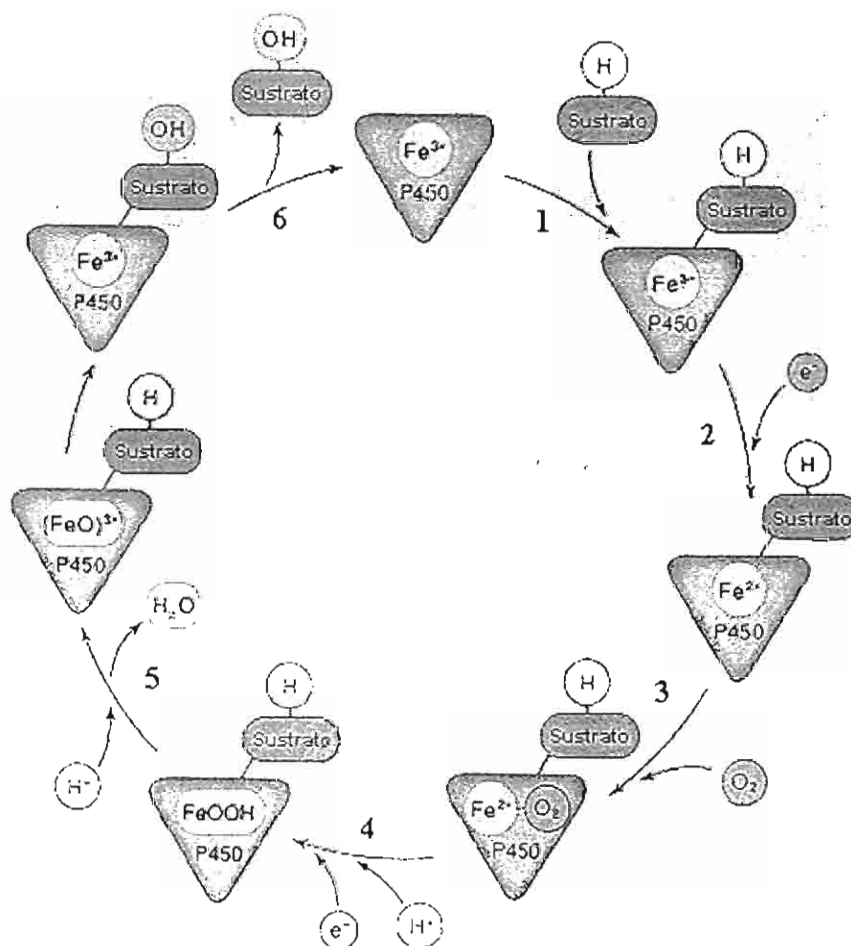 OH
Sustrato
Fe³⁺
P450
H
Sustrato
1
H
Sustrato
Fe³⁺
P450
e⁻
2
H
Sustrato
Fe²⁺
P450
3
O₂
H
Sustrato
Fe²⁺
O₂
P450
4
e⁻
H⁺
H
Sustrato
FeOOH
P450
5
H⁺
H₂O
H
Sustrato
(FeO)³⁺
P450
OH
Sustrato
P450
6